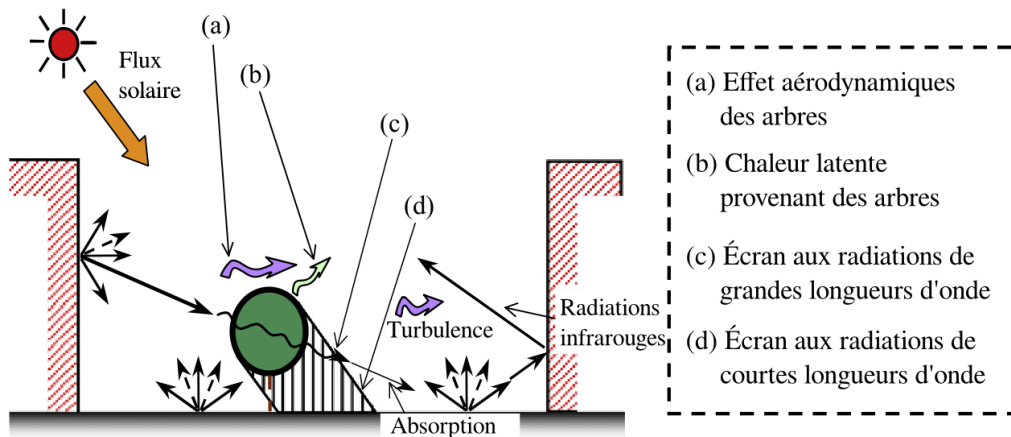 Flux
solaire
(a)
(b)
(c)
(d)
Turbulence
Radiations
infrarouges
Absorption
(a) Effet aérodynamiques
des arbres
(b) Chaleur latente
provenant des arbres
(c) Écran aux radiations de
grandes longueurs d'onde
(d) Écran aux radiations de
courtes longueurs d'onde